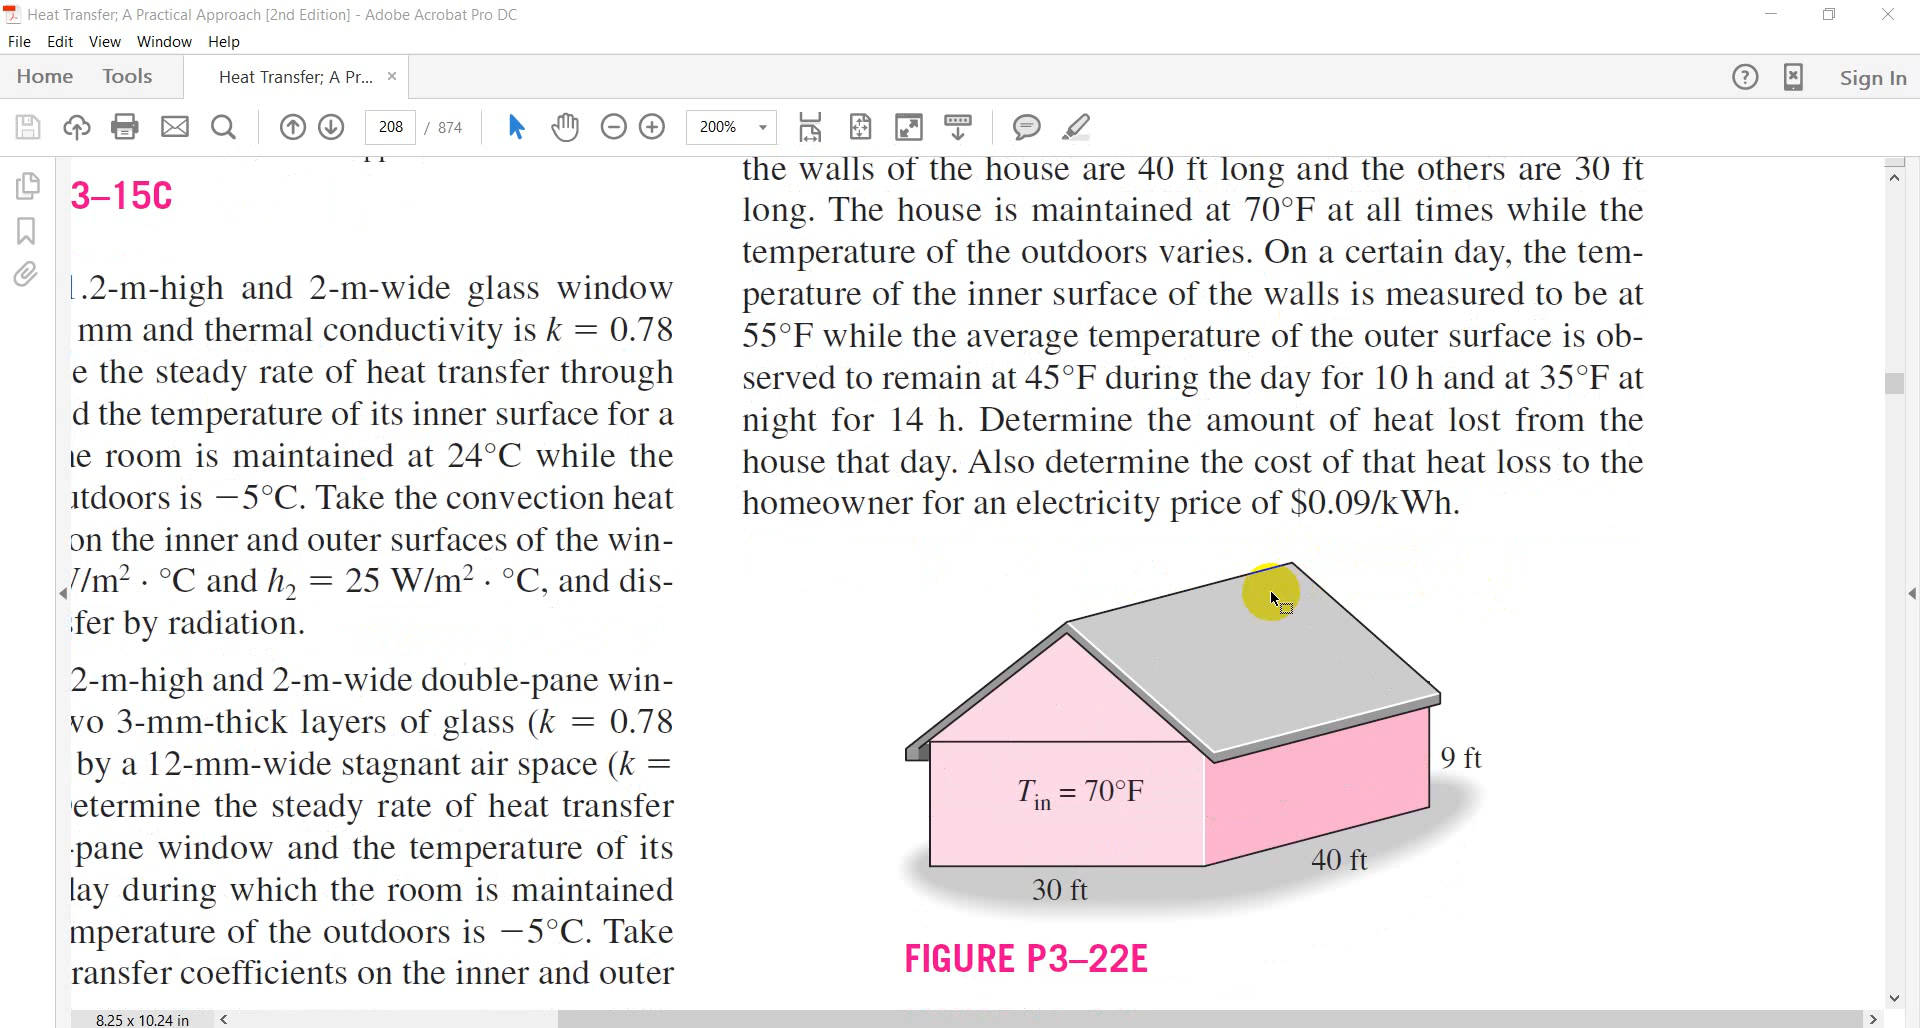 Heat Transfer; A Practical Approach [2nd Edition] - Adobe Acrobat Pro DC
File Edit View Window Help
Home Tools Heat Transfer; A Pr... × Sign In
208 / 874 200%
3–15C
1.2-m-high and 2-m-wide glass window
mm and thermal conductivity is k = 0.78
e the steady rate of heat transfer through
d the temperature of its inner surface for a
e room is maintained at 24°C while the
utdoors is −5°C. Take the convection heat
on the inner and outer surfaces of the win-
/m² · °C and h₂ = 25 W/m² · °C, and dis-
fer by radiation.
2-m-high and 2-m-wide double-pane win-
wo 3-mm-thick layers of glass (k = 0.78
by a 12-mm-wide stagnant air space (k =
etermine the steady rate of heat transfer
-pane window and the temperature of its
lay during which the room is maintained
mperature of the outdoors is −5°C. Take
ransfer coefficients on the inner and outer
the walls of the house are 40 ft long and the others are 30 ft
long. The house is maintained at 70°F at all times while the
temperature of the outdoors varies. On a certain day, the tem-
perature of the inner surface of the walls is measured to be at
55°F while the average temperature of the outer surface is ob-
served to remain at 45°F during the day for 10 h and at 35°F at
night for 14 h. Determine the amount of heat lost from the
house that day. Also determine the cost of that heat loss to the
homeowner for an electricity price of $0.09/kWh.
T_in = 70°F
9 ft
40 ft
30 ft
FIGURE P3–22E
8.25 x 10.24 in